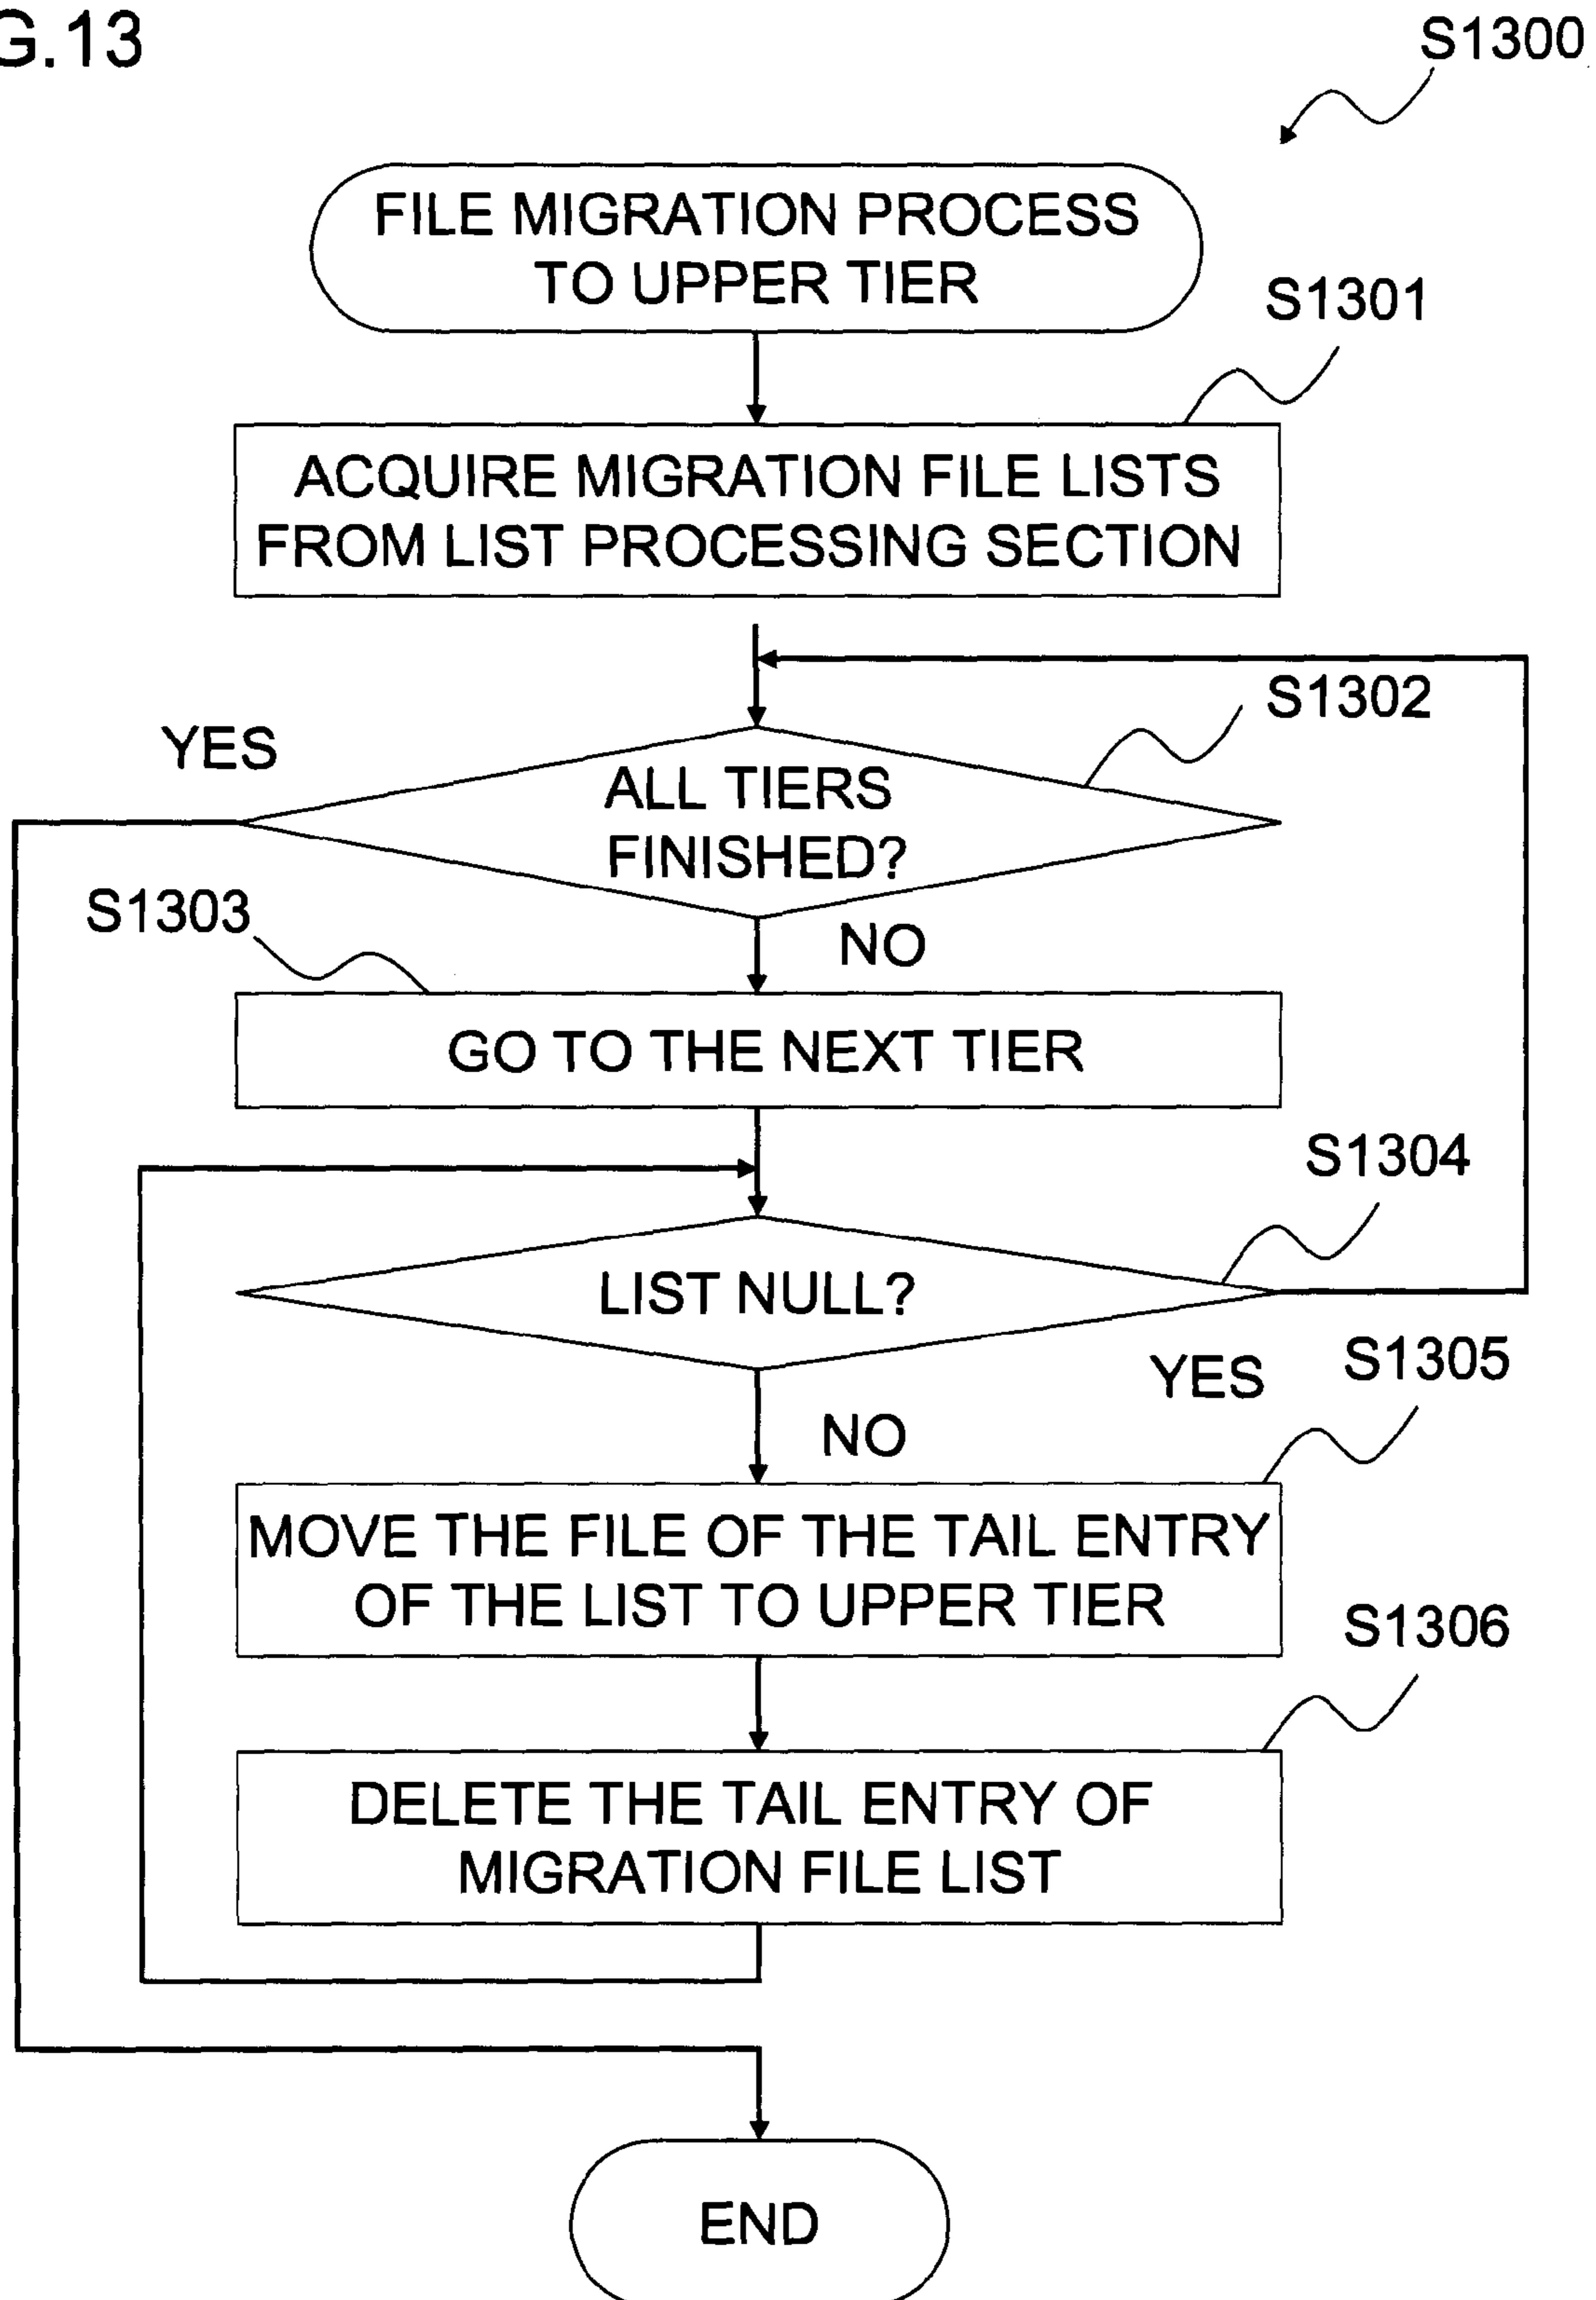 G.13
S1300
FILE MIGRATION PROCESS
TO UPPER TIER
S1301
ACQUIRE MIGRATION FILE LISTS
FROM LIST PROCESSING SECTION
S1302
YES
ALL TIERS
FINISHED?
S1303
NO
GO TO THE NEXT TIER
S1304
LIST NULL?
YES
S1305
NO
MOVE THE FILE OF THE TAIL ENTRY
OF THE LIST TO UPPER TIER
S1306
DELETE THE TAIL ENTRY OF
MIGRATION FILE LIST
END